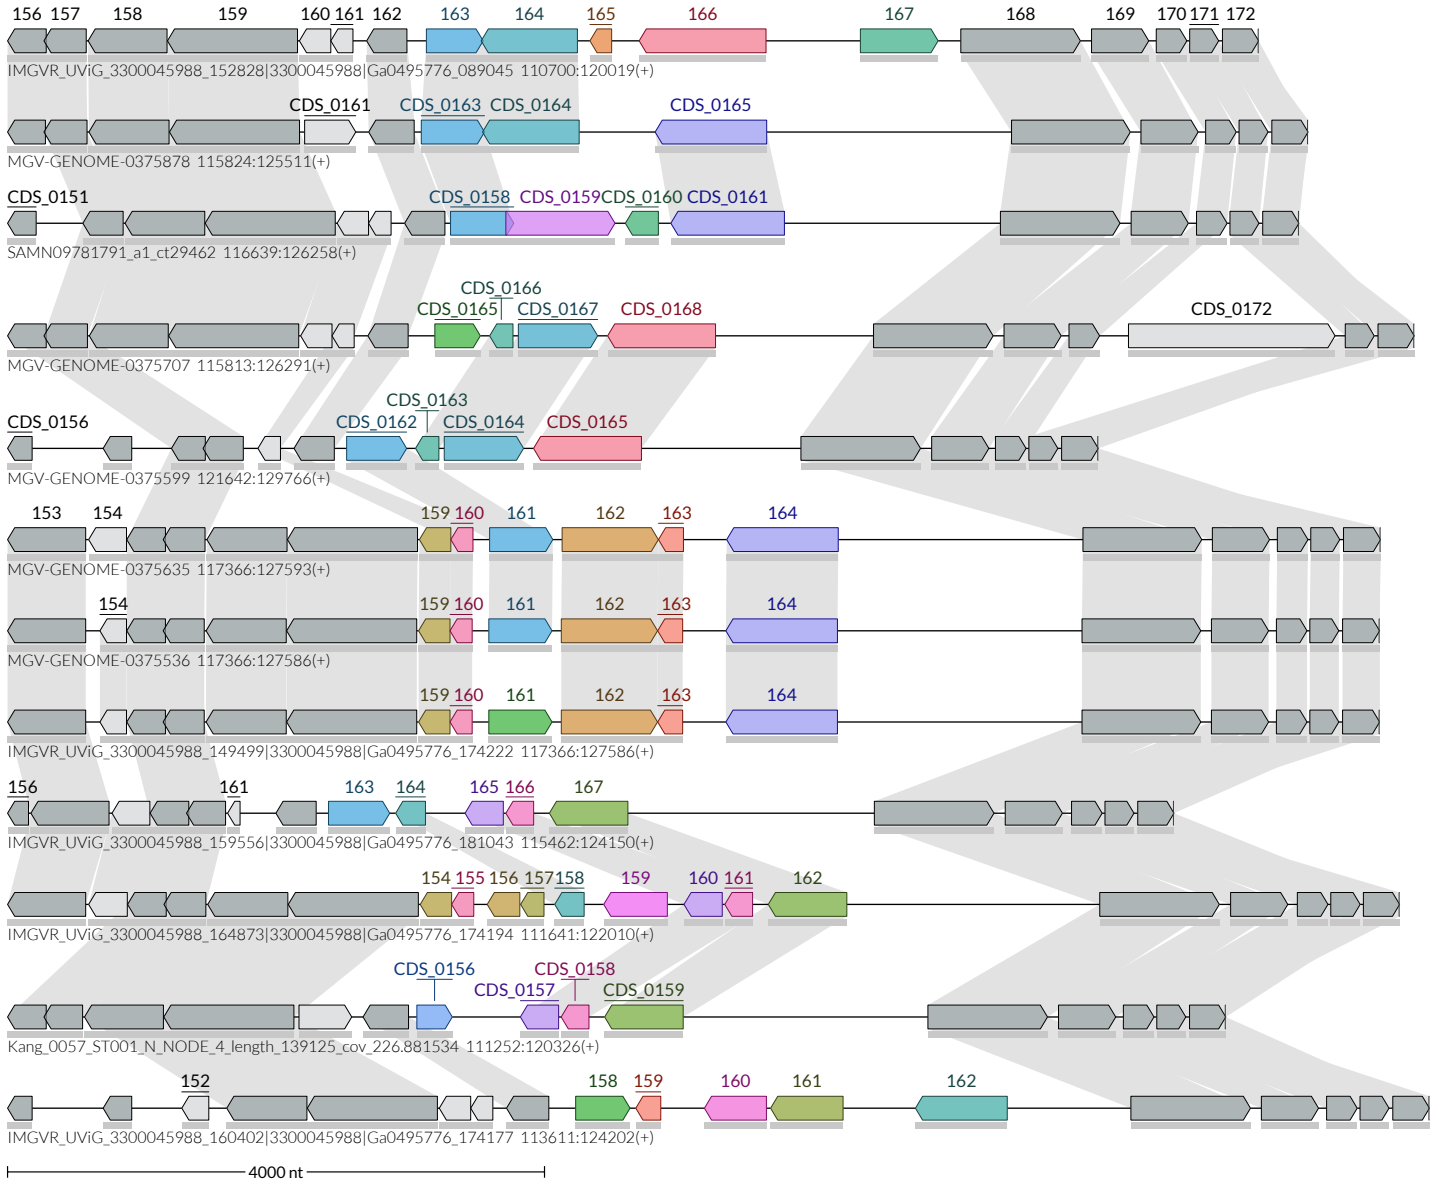 156 157 158 159 160 161 162 163 164 165 166 167 168 169 170 171 172
IMGVR_UViG_3300045988_152828|3300045988|Ga0495776_089045 110700:120019(+)
CDS_0161 CDS_0163 CDS_0164 CDS_0165
MGV-GENOME-0375878 115824:125511(+)
CDS_0151 CDS_0158 CDS_0159 CDS_0160 CDS_0161
SAMN09781791_a1_ct29462 116639:126258(+)
CDS_0166
CDS_0165 CDS_0167 CDS_0168 CDS_0172
MGV-GENOME-0375707 115813:126291(+)
CDS_0163
CDS_0156 CDS_0162 CDS_0164 CDS_0165
MGV-GENOME-0375599 121642:129766(+)
153 154 159 160 161 162 163 164
MGV-GENOME-0375635 117366:127593(+)
154 159 160 161 162 163 164
MGV-GENOME-0375536 117366:127586(+)
159 160 161 162 163 164
IMGVR_UViG_3300045988_149499|3300045988|Ga0495776_174222 117366:127586(+)
156 161 163 164 165 166 167
IMGVR_UViG_3300045988_159556|3300045988|Ga0495776_181043 115462:124150(+)
154 155 156 157 158 159 160 161 162
IMGVR_UViG_3300045988_164873|3300045988|Ga0495776_174194 111641:122010(+)
CDS_0156 CDS_0158
CDS_0157 CDS_0159
Kang_0057_ST001_N_NODE_4_length_139125_cov_226.881534 111252:120326(+)
152 158 159 160 161 162
IMGVR_UViG_3300045988_160402|3300045988|Ga0495776_174177 113611:124202(+)
4000 nt